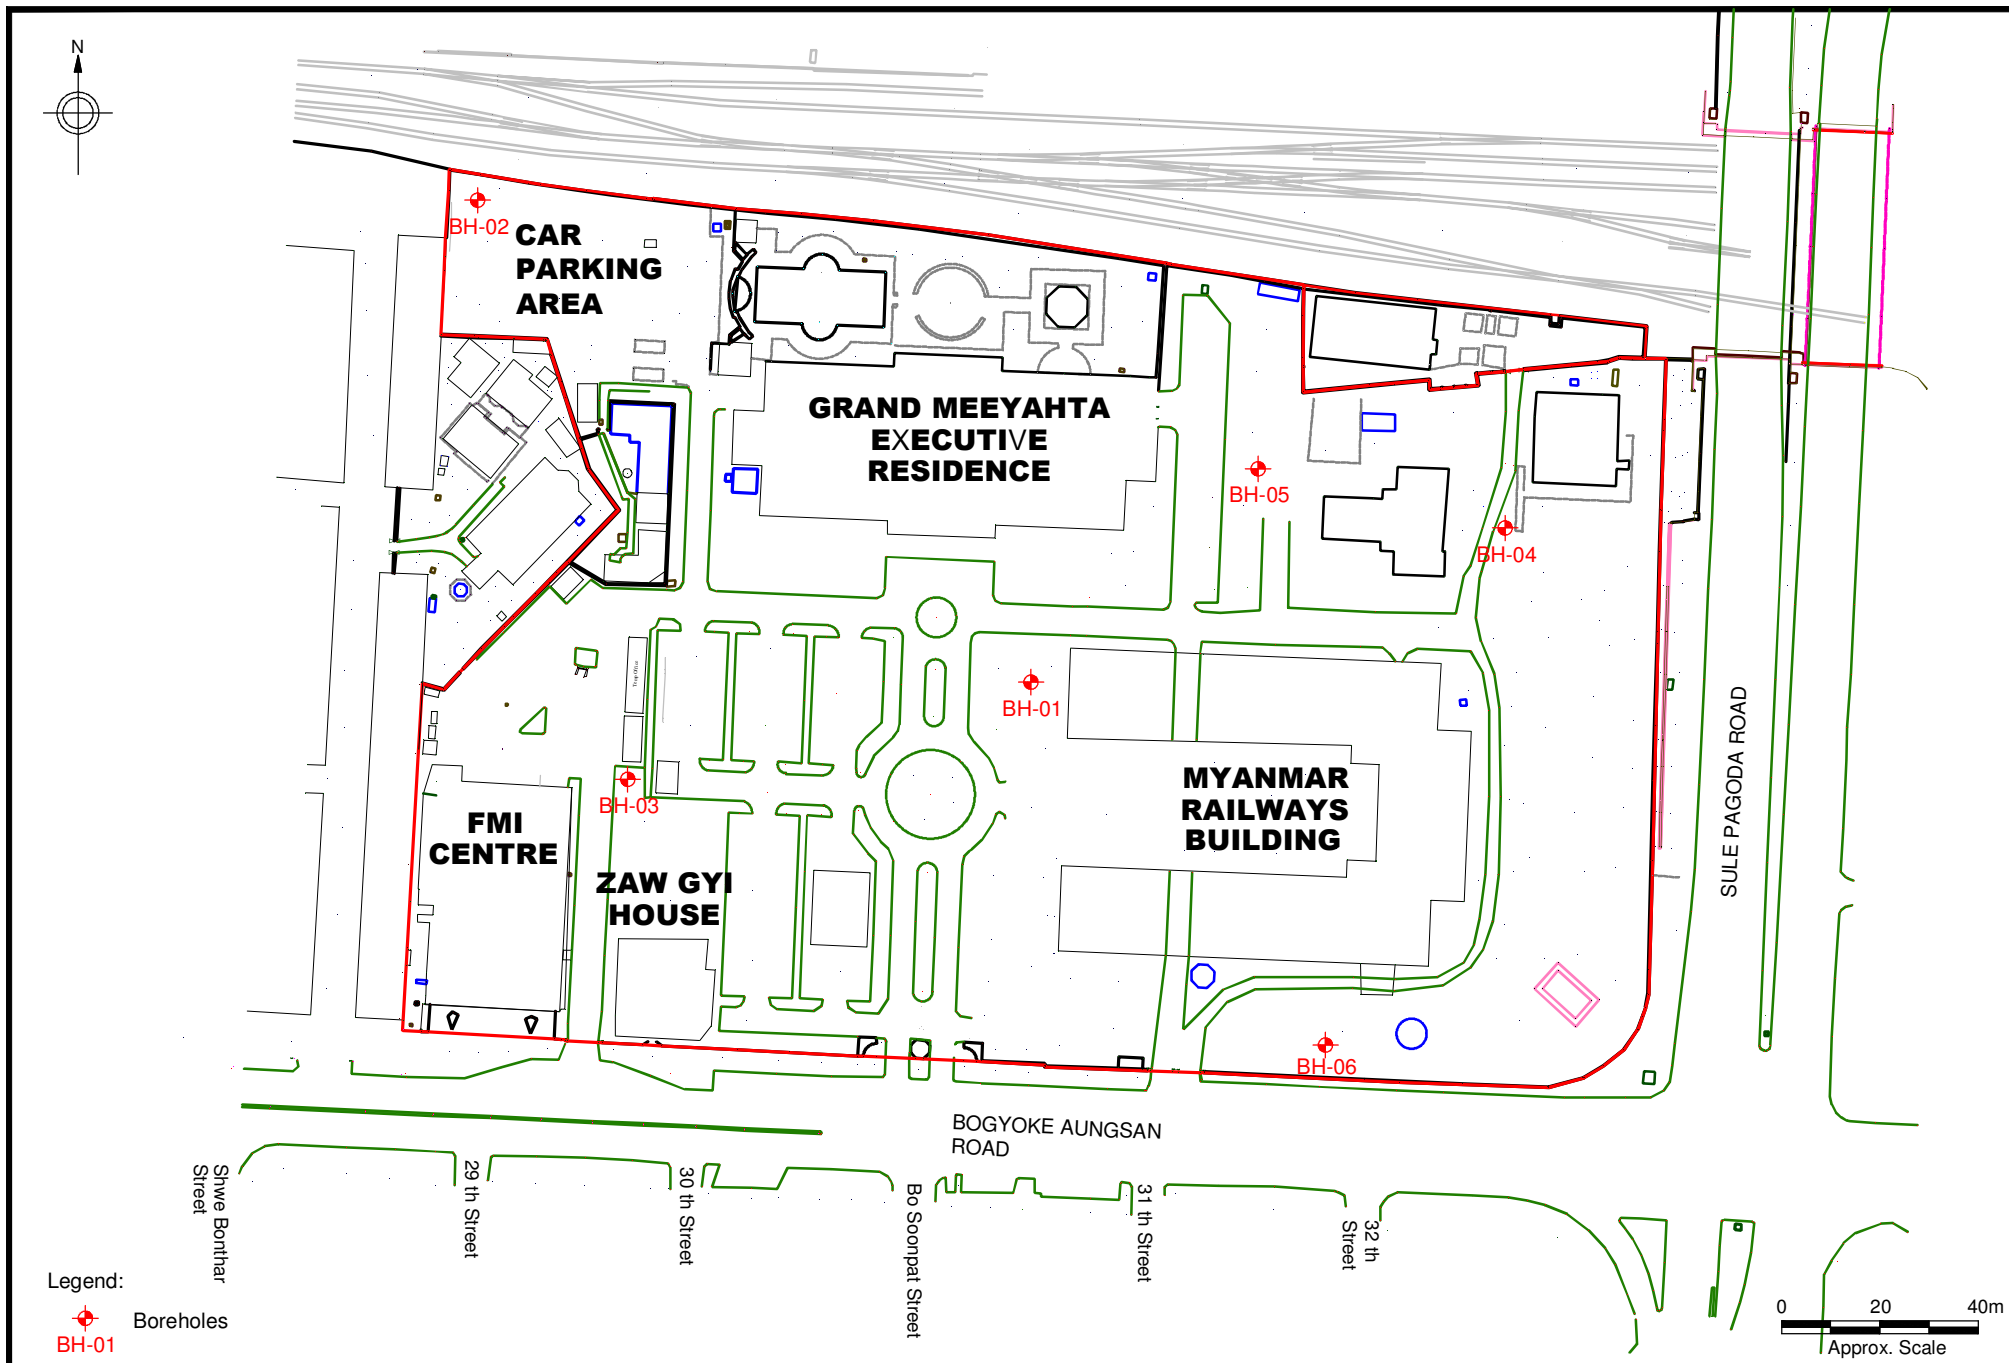 N
BH-02
CAR
PARKING
AREA
GRAND MEEYAHTA
EXECUTIVE
RESIDENCE
BH-05
BH-04
BH-01
BH-03
MYANMAR
RAILWAYS
BUILDING
FMI
CENTRE
ZAW GYI
HOUSE
SULE PAGODA ROAD
BH-06
BOGYOKE AUNGSAN
ROAD
Shwe Bonthar
Street
29 th Street
30 th Street
Bo Soonpat Street
31 th Street
32 th
Street
Legend:
BH-01
Boreholes
0 20 40m
Approx. Scale